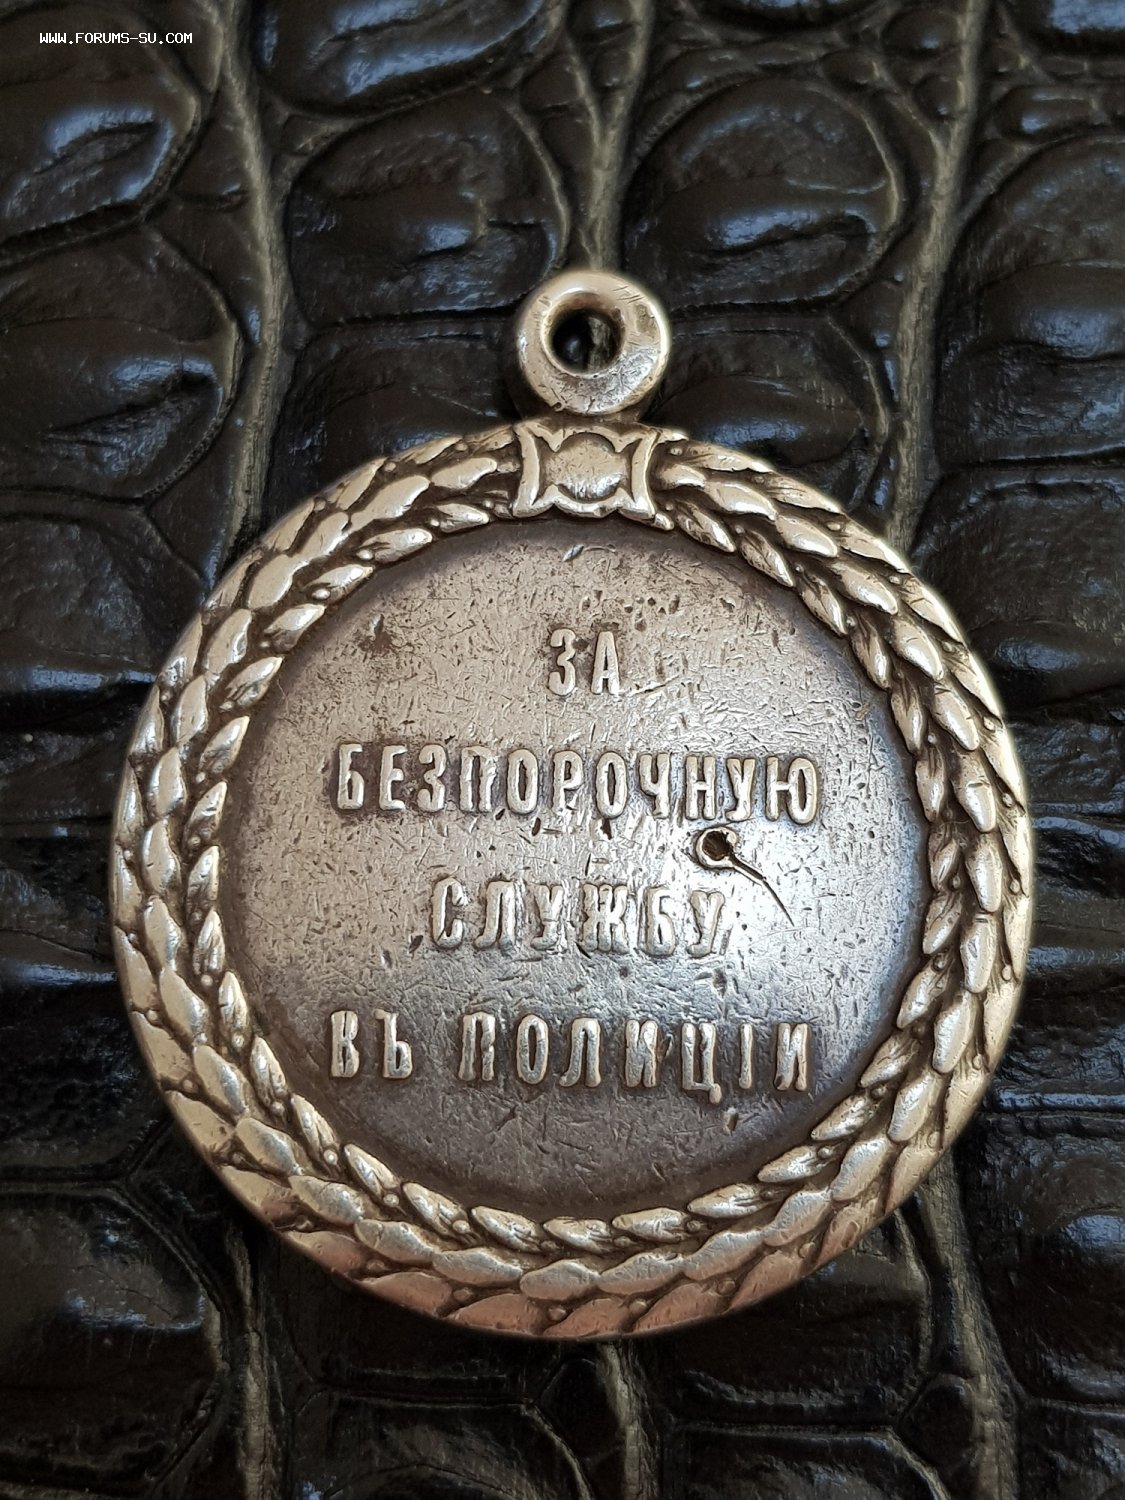 WWW.FORUMS-SU.COM
ЗА
БЕЗПОРОЧНУЮ
СЛУЖБУ
ВЪ ПОЛИЦІИ